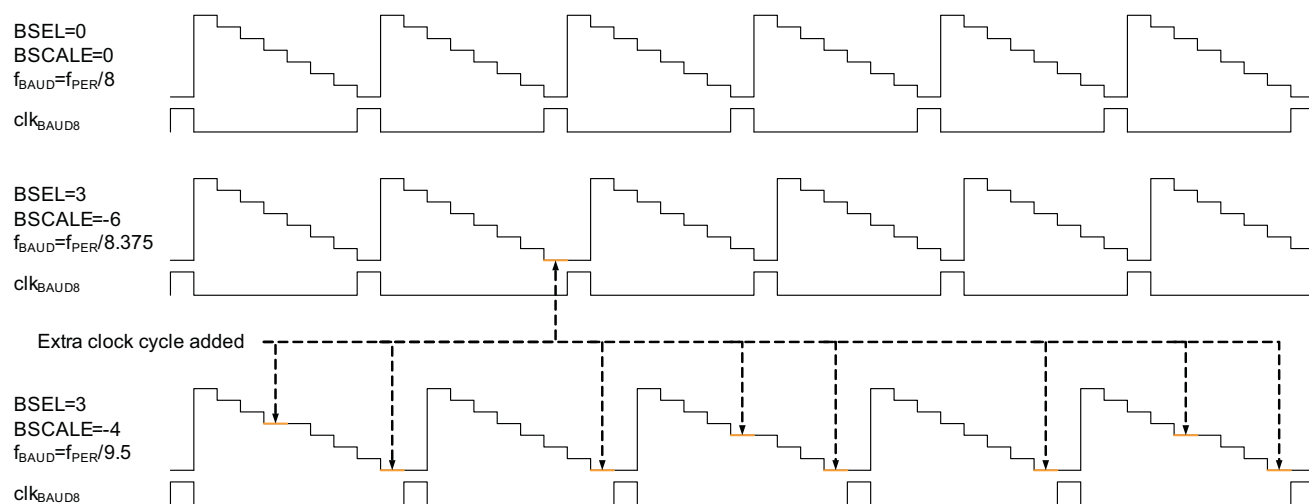 BSEL=0
BSCALE=0
fBAUD=fPER/8
clkBAUD8
BSEL=3
BSCALE=-6
fBAUD=fPER/8.375
clkBAUD8
Extra clock cycle added
BSEL=3
BSCALE=-4
fBAUD=fPER/9.5
clkBAUD8